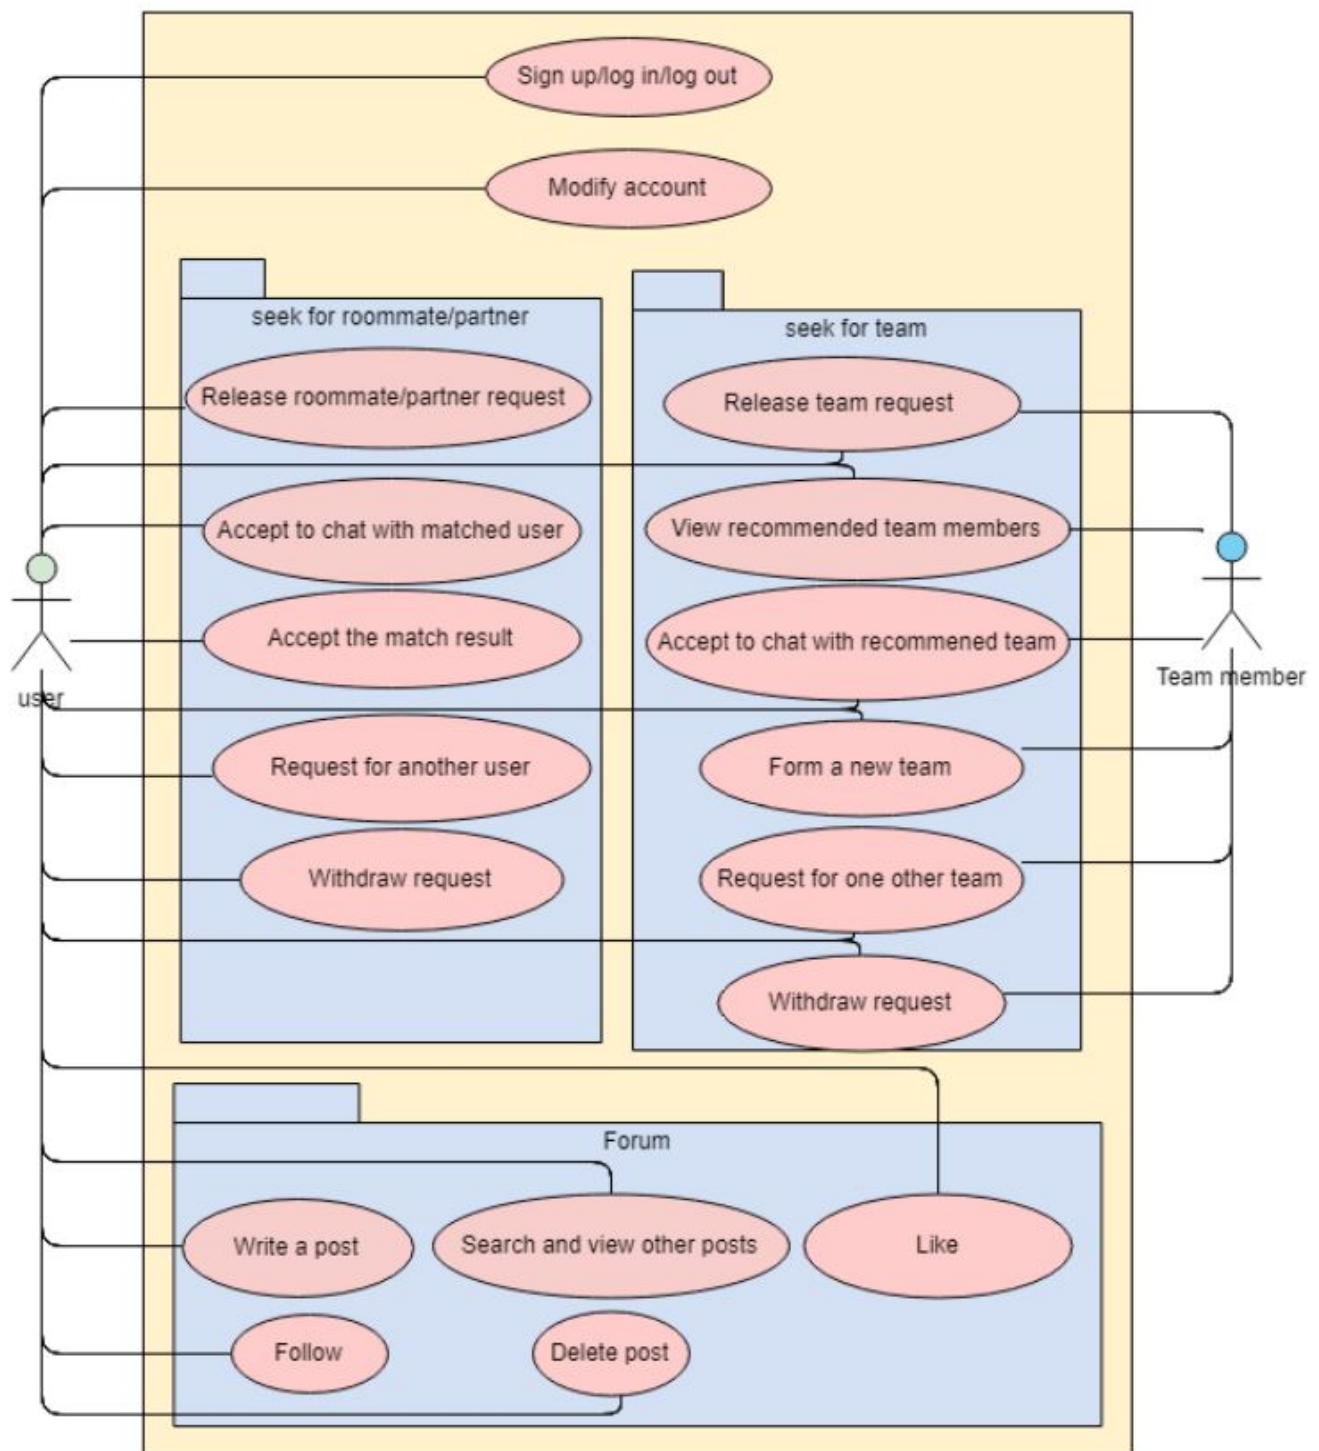 Sign up/log in/log out
Modify account
seek for roommate/partner
Release roommate/partner request
Accept to chat with matched user
Accept the match result
Request for another user
Withdraw request
seek for team
Release team request
View recommended team members
Accept to chat with recommened team
Form a new team
Request for one other team
Withdraw request
user
Team member
Forum
Write a post
Search and view other posts
Like
Follow
Delete post